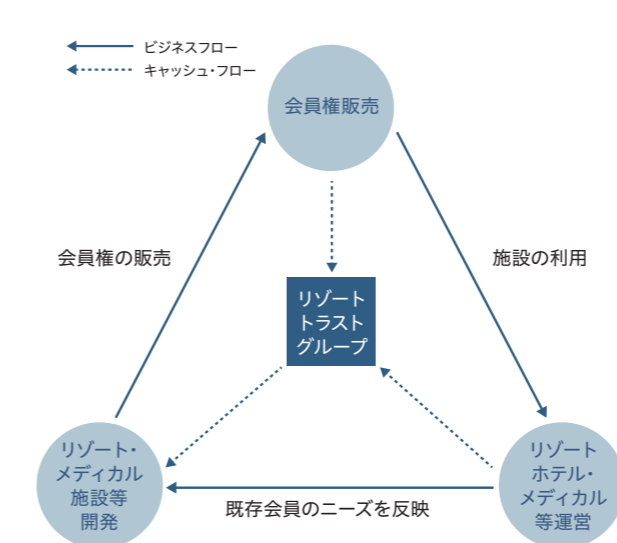 ビジネスフロー
キャッシュ・フロー
会員権販売
会員権の販売
施設の利用
リゾート
トラスト
グループ
リゾート・
メディカル
施設等
開発
既存会員のニーズを反映
リゾート
ホテル・
メディカル
等運営